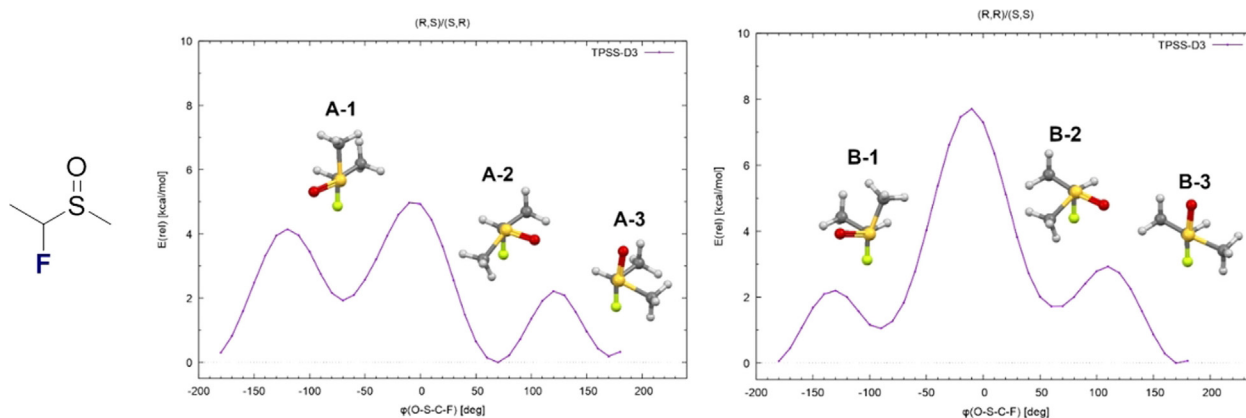 O
S
F
(R,S)/(S,R)
TPSS-D3
A-1
A-2
A-3
E(rel) [kcal/mol]
10
8
6
4
2
0
-200 -150 -100 -50 0 50 100 150 200
φ(O-S-C-F) [deg]
(R,R)/(S,S)
TPSS-D3
B-1
B-2
B-3
E(rel) [kcal/mol]
10
8
6
4
2
0
-200 -150 -100 -50 0 50 100 150 200
φ(O-S-C-F) [deg]